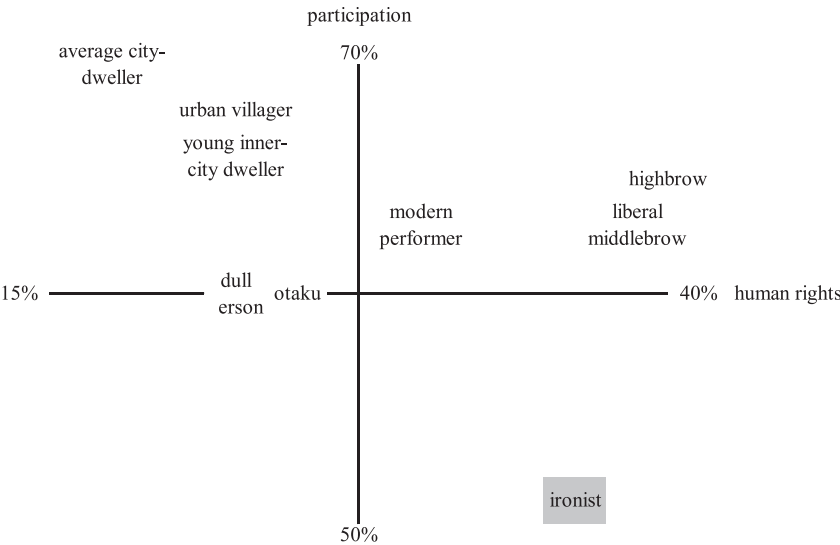 participation
70%
average city-
dweller
urban villager
young inner-
city dweller
highbrow
modern
performer
liberal
middlebrow
15%
dull
erson
otaku
40%
human rights
ironist
50%